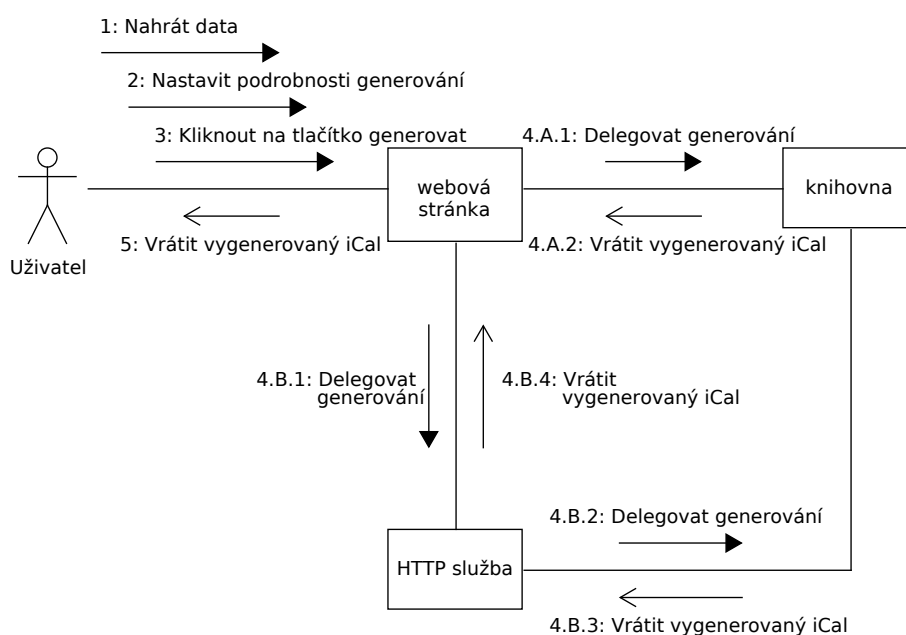 1: Nahrát data
2: Nastavit podrobnosti generování
3: Kliknout na tlačítko generovat
4.A.1: Delegovat generování
webová
stránka
knihovna
5: Vrátit vygenerovaný iCal
4.A.2: Vrátit vygenerovaný iCal
Uživatel
4.B.1: Delegovat
generování
4.B.4: Vrátit
vygenerovaný iCal
4.B.2: Delegovat generování
HTTP služba
4.B.3: Vrátit vygenerovaný iCal